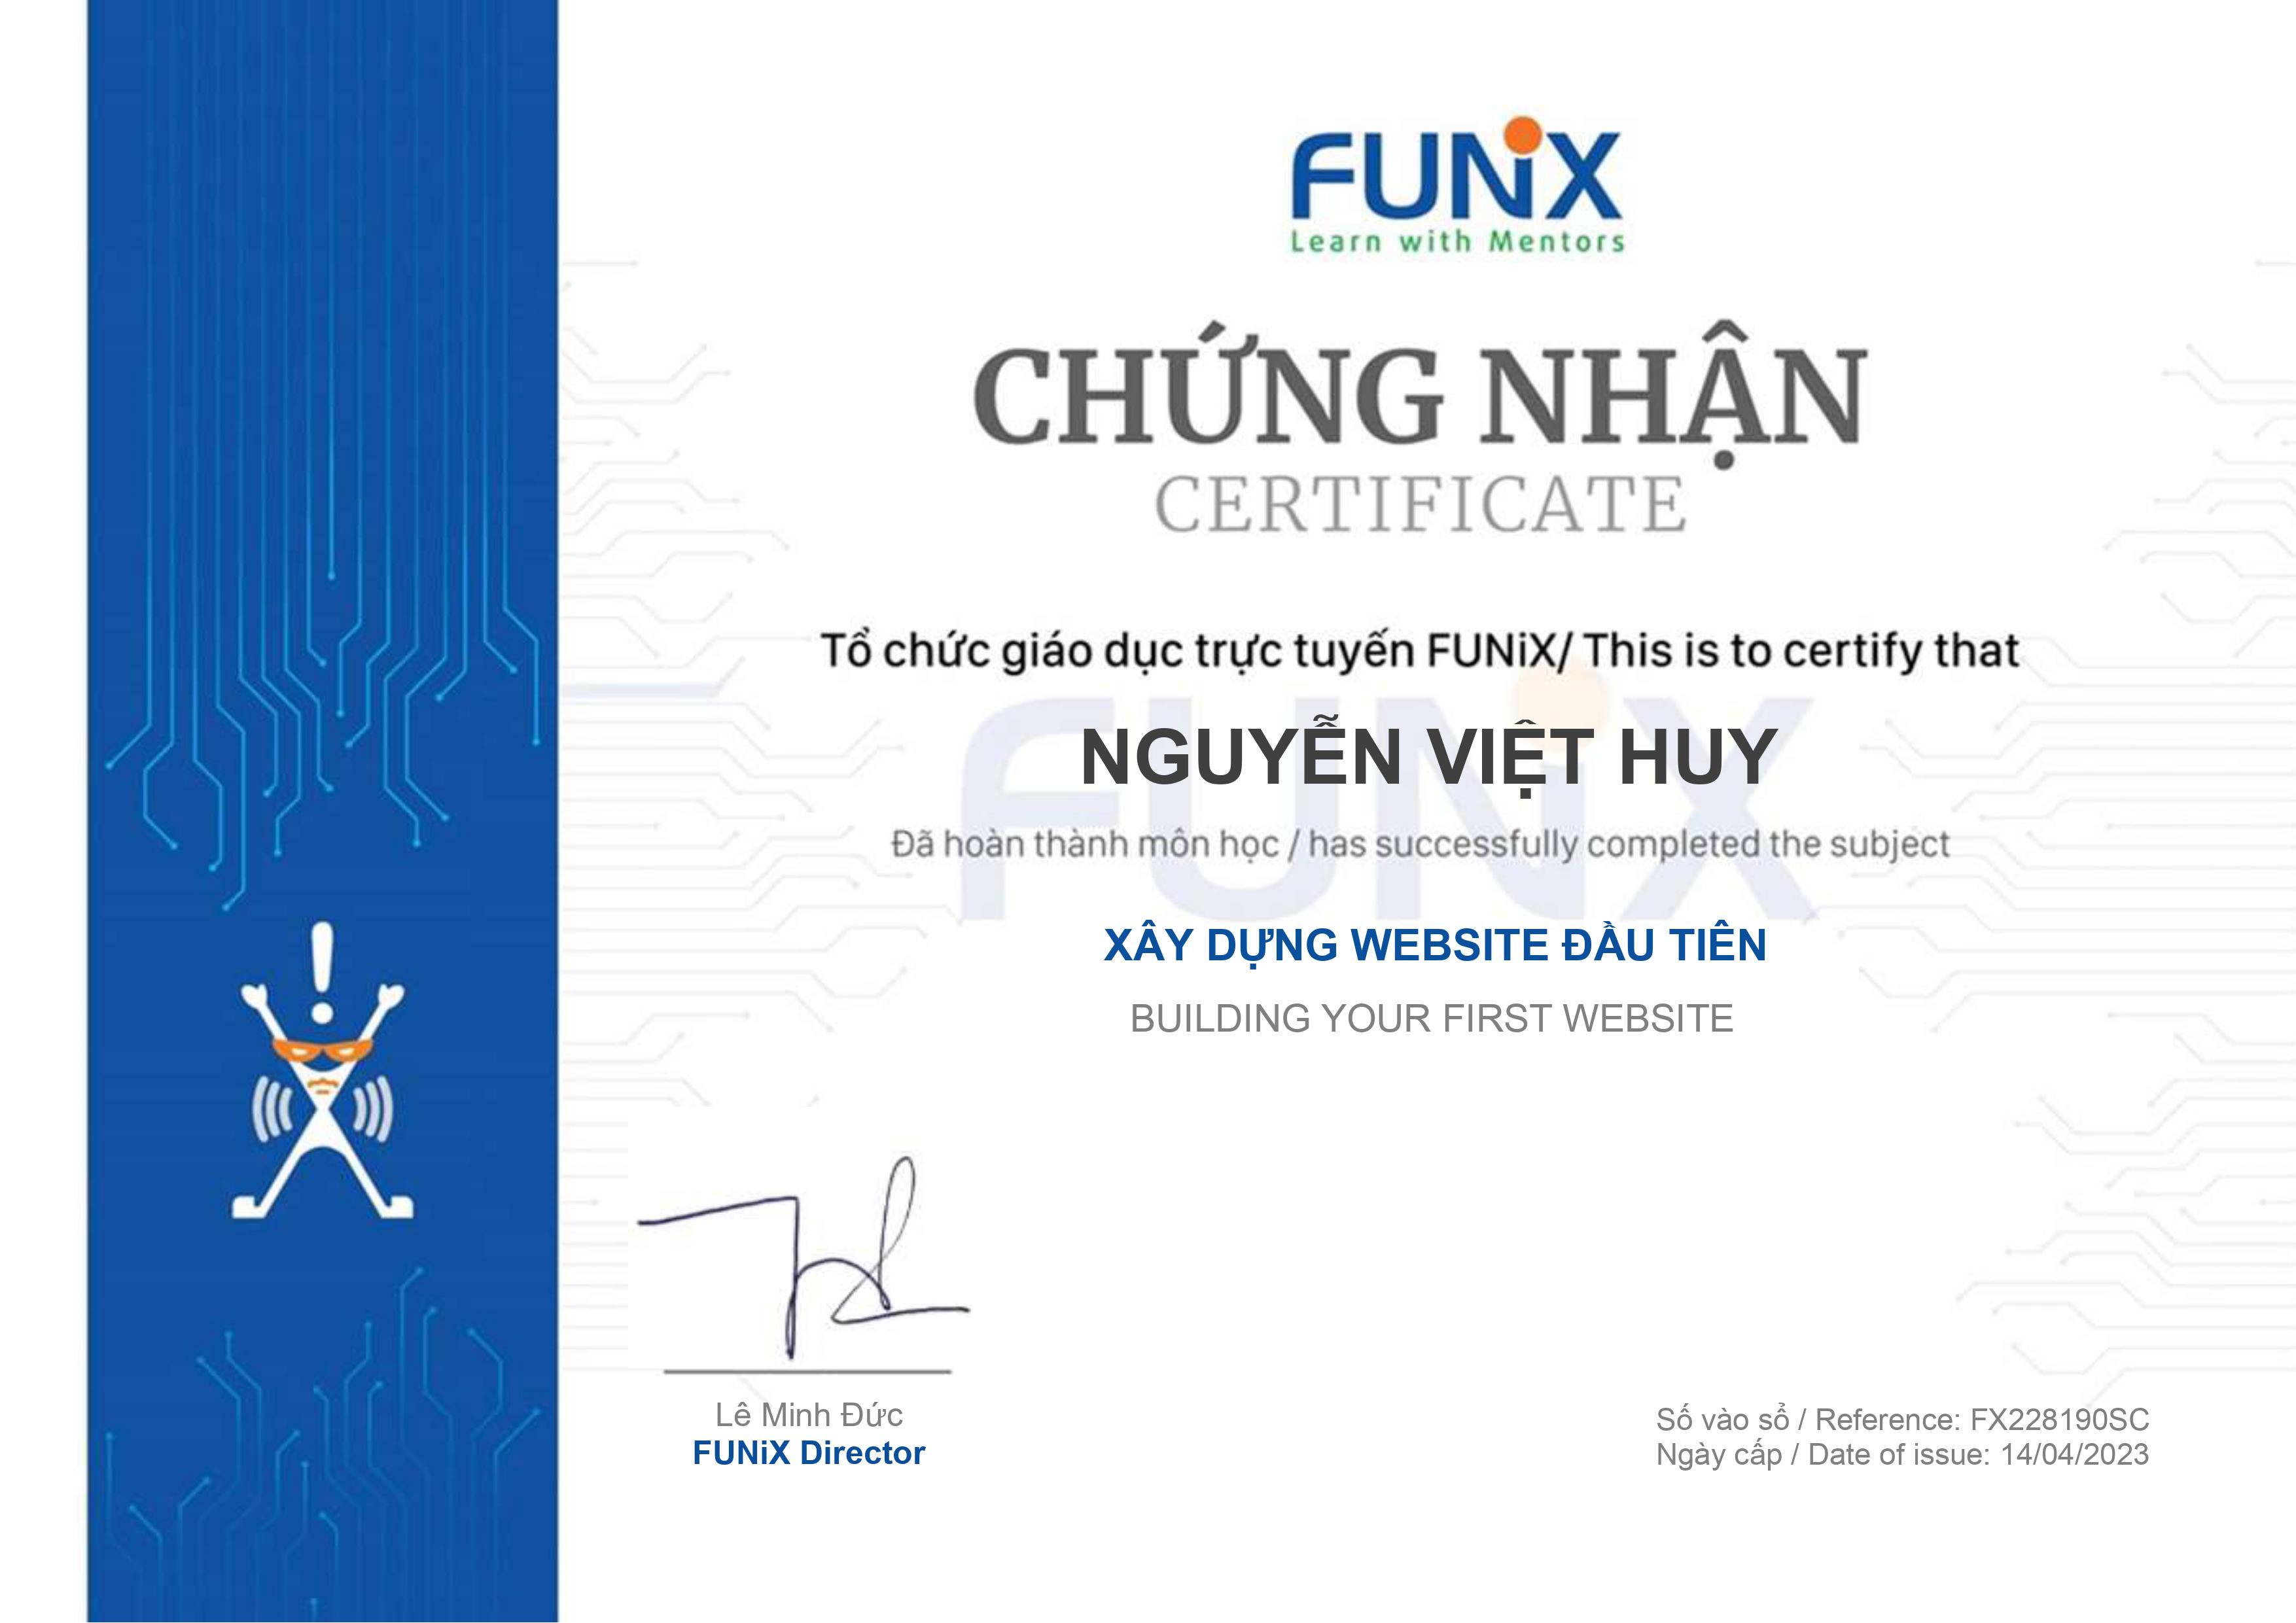 FUNiX
Learn with Mentors
CHỨNG NHẬN
CERTIFICATE
Tổ chức giáo dục trực tuyến FUNiX/ This is to certify that
NGUYỄN VIỆT HUY
Đã hoàn thành môn học / has successfully completed the subject
XÂY DỰNG WEBSITE ĐẦU TIÊN
BUILDING YOUR FIRST WEBSITE
Lê Minh Đức
FUNiX Director
Số vào sổ / Reference: FX228190SC
Ngày cấp / Date of issue: 14/04/2023